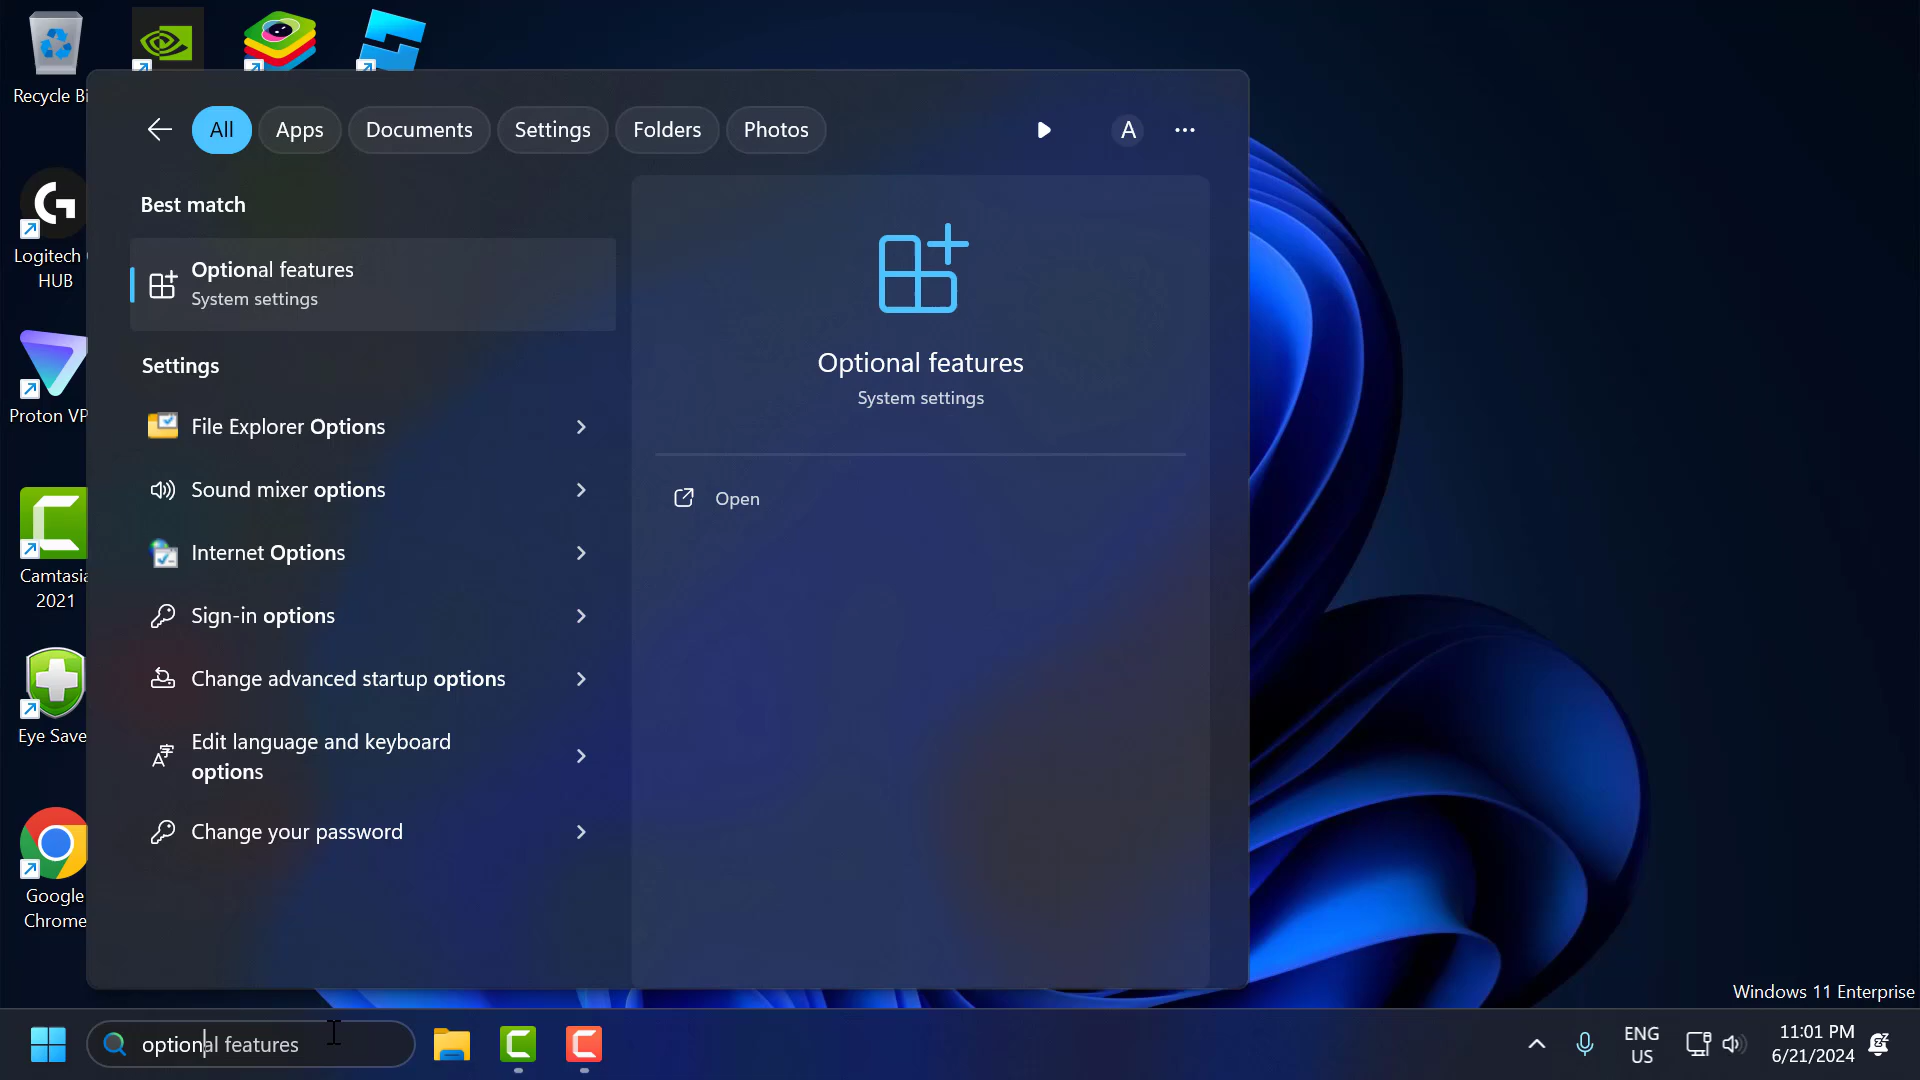 Recycle Bi
Logitech
HUB
Proton VP
Camtasia
2021
Eye Save
Google
Chrome
All
Apps
Documents
Settings
Folders
Photos
A
Best match
Optional features
System settings
Settings
File Explorer Options
Sound mixer options
Internet Options
Sign-in options
Change advanced startup options
Edit language and keyboard
options
Change your password
Optional features
System settings
Open
Windows 11 Enterprise
optional features
ENG
US
11:01 PM
6/21/2024